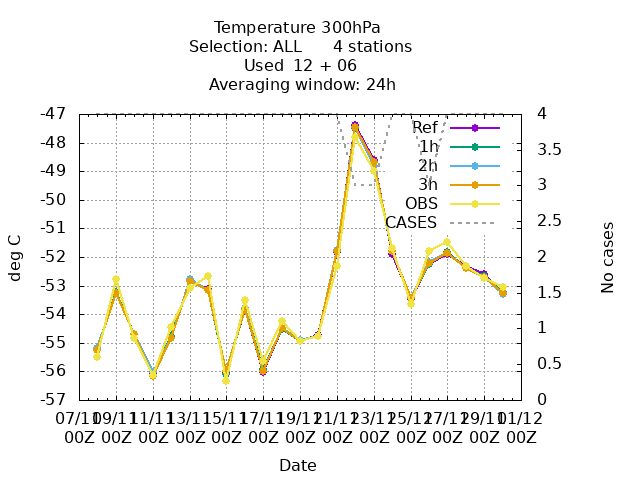 Temperature 300hPa
Selection: ALL 4 stations
Used 12 + 06
Averaging window: 24h
-47
-48
-49
-50
-51
-52
-53
-54
-55
-56
-57
deg C
4
3.5
3
2.5
2
1.5
1
0.5
0
No cases
Ref
1h
2h
3h
OBS
CASES
07/11 09/11 11/11 13/11 15/11 17/11 19/11 21/11 23/11 25/11 27/11 29/11 01/12
00Z 00Z 00Z 00Z 00Z 00Z 00Z 00Z 00Z 00Z 00Z 00Z 00Z
Date